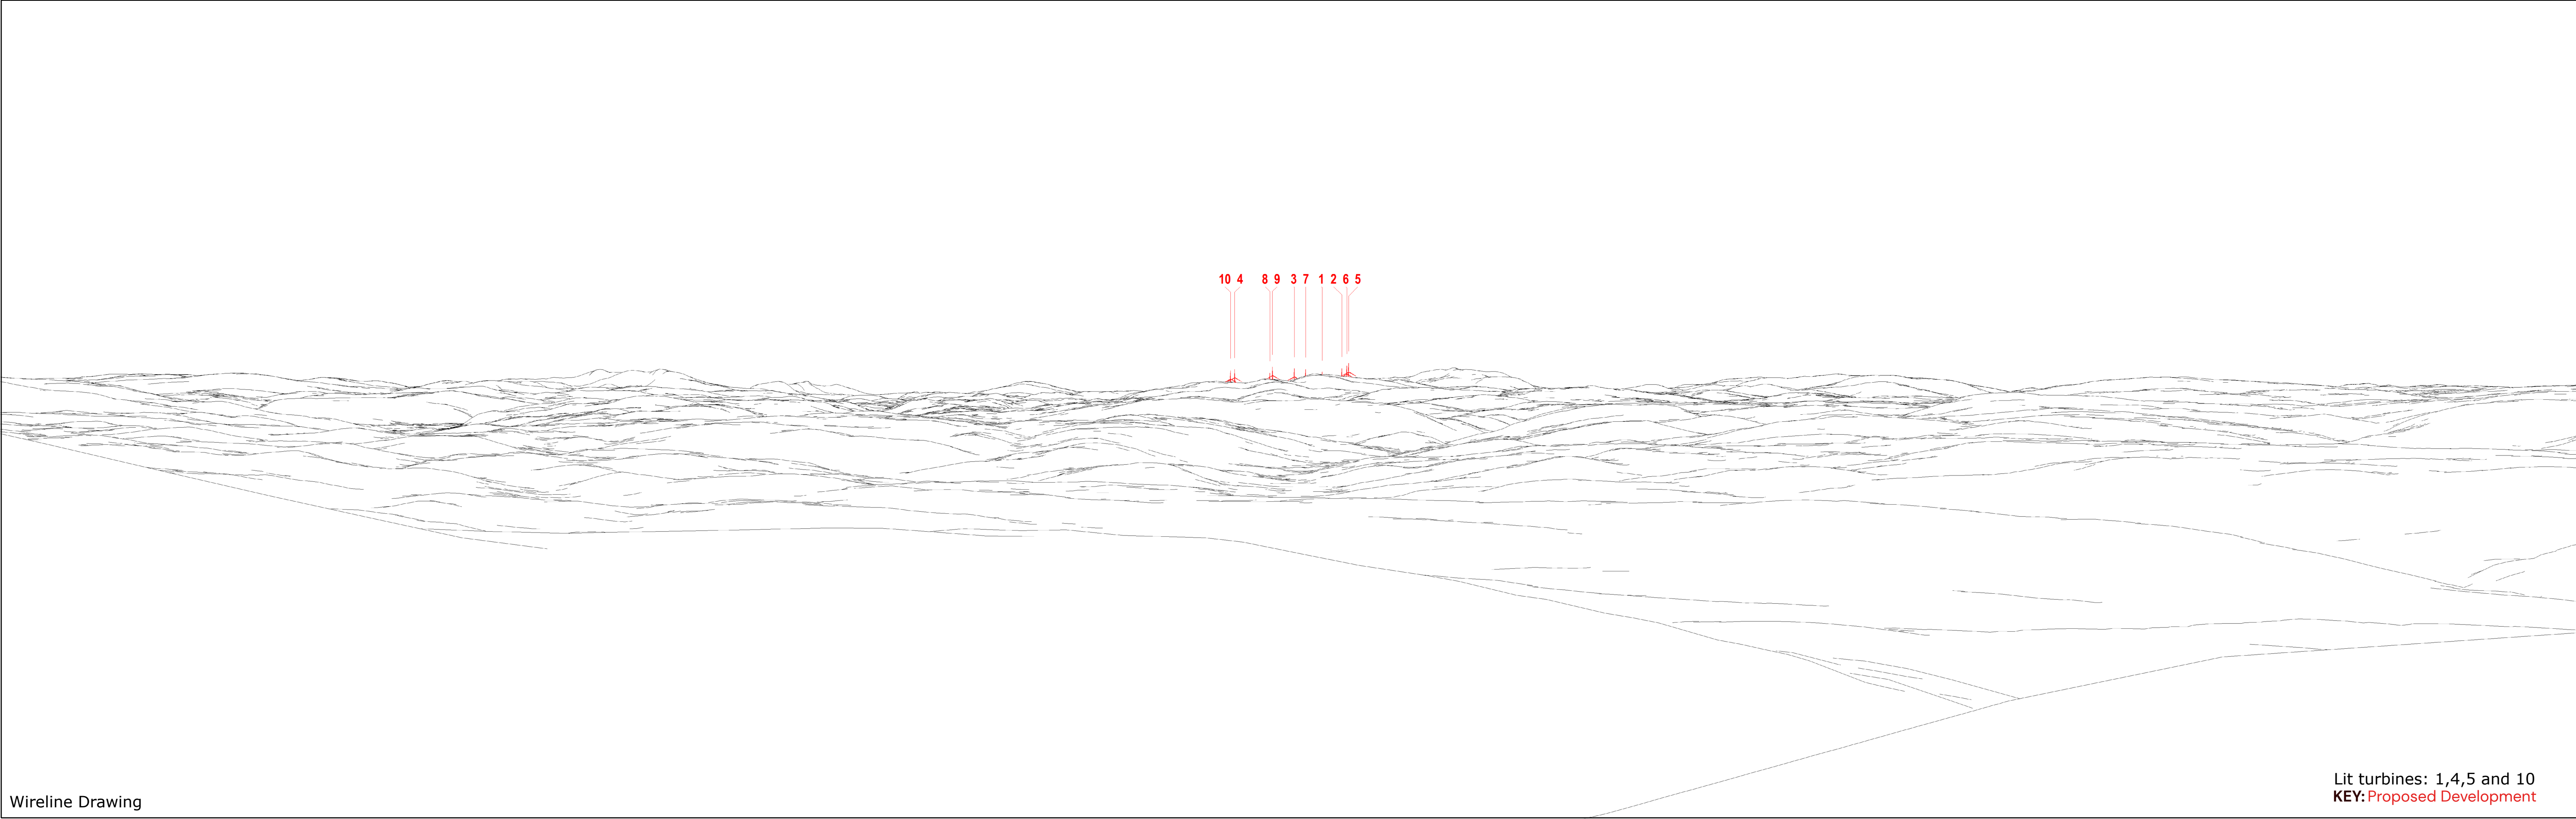 10 4 8 9 3 7 1 2 6 5
Lit turbines: 1,4,5 and 10
KEY: Proposed Development
Wireline Drawing